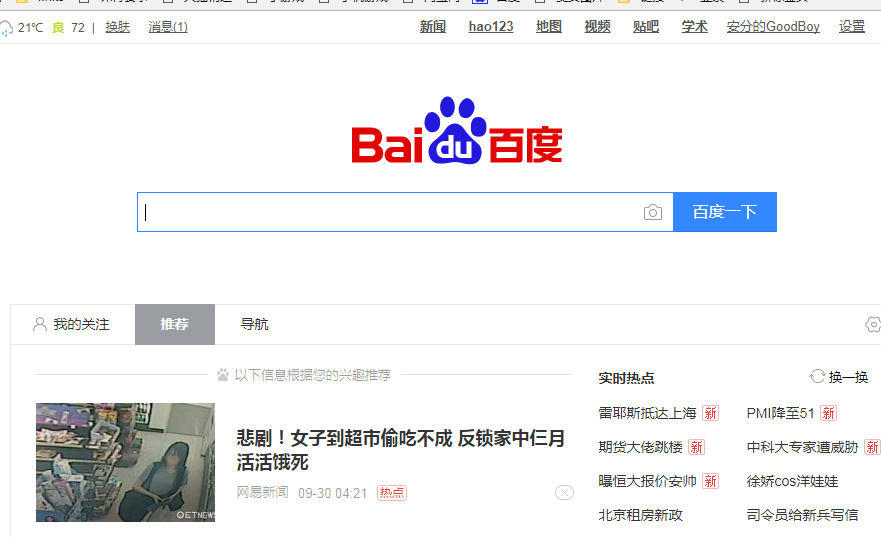 21℃ 良 72 | 换肤 消息(1) 新闻 hao123 地图 视频 贴吧 学术 安分的GoodBoy 设置
Bai du 百度
百度一下
我的关注 推荐 导航
以下信息根据您的兴趣推荐
悲剧！女子到超市偷吃不成 反锁家中仨月
活活饿死
网易新闻 09-30 04:21 热点
ETNEWS
实时热点 换一换
雷耶斯抵达上海 新 PMI降至51 新
期货大佬跳楼 新 中科大专家遭威胁 新
曝恒大报价安帅 新 徐娇cos洋娃娃
北京租房新政 司令员给新兵写信